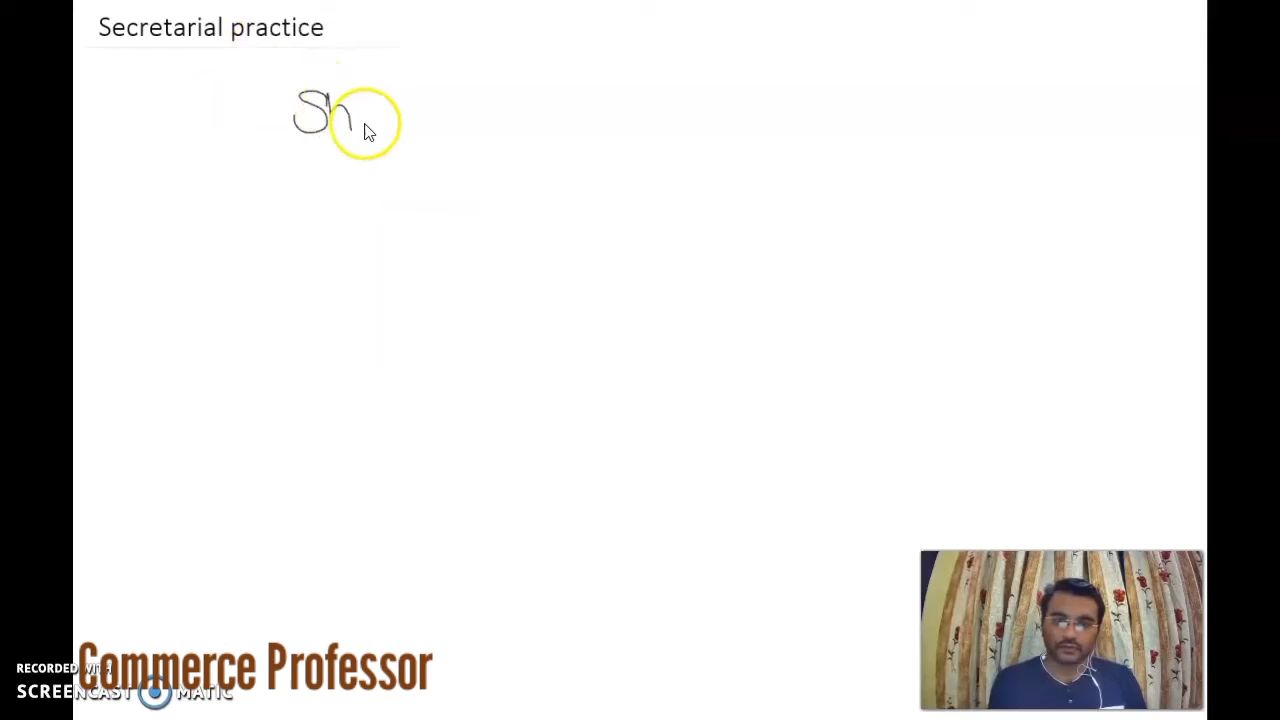 Secretarial practice
Sh
RECORDED WITH
Commerce Professor
SCREENCAST MATIC